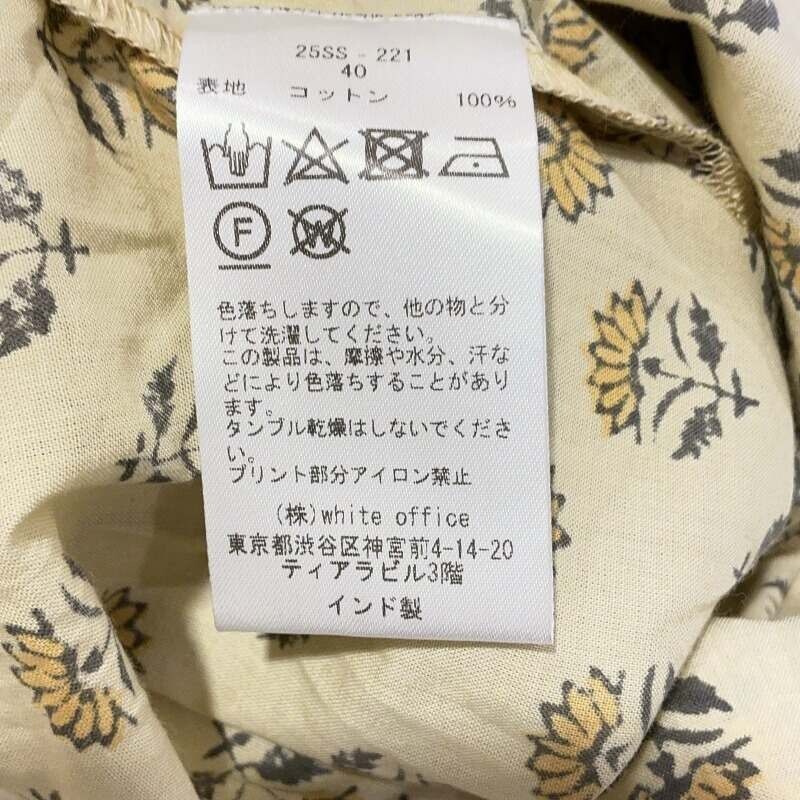 25SS - 221
40
表地 コットン 100%
F
W
色落ちしますので、他の物と分
けて洗濯してください。
この製品は、摩擦や水分、汗な
どにより色落ちすることがあり
ます。
タンブル乾燥はしないでくださ
い。
プリント部分アイロン禁止
(株)white office
東京都渋谷区神宮前4-14-20
ティアラビル3階
インド製